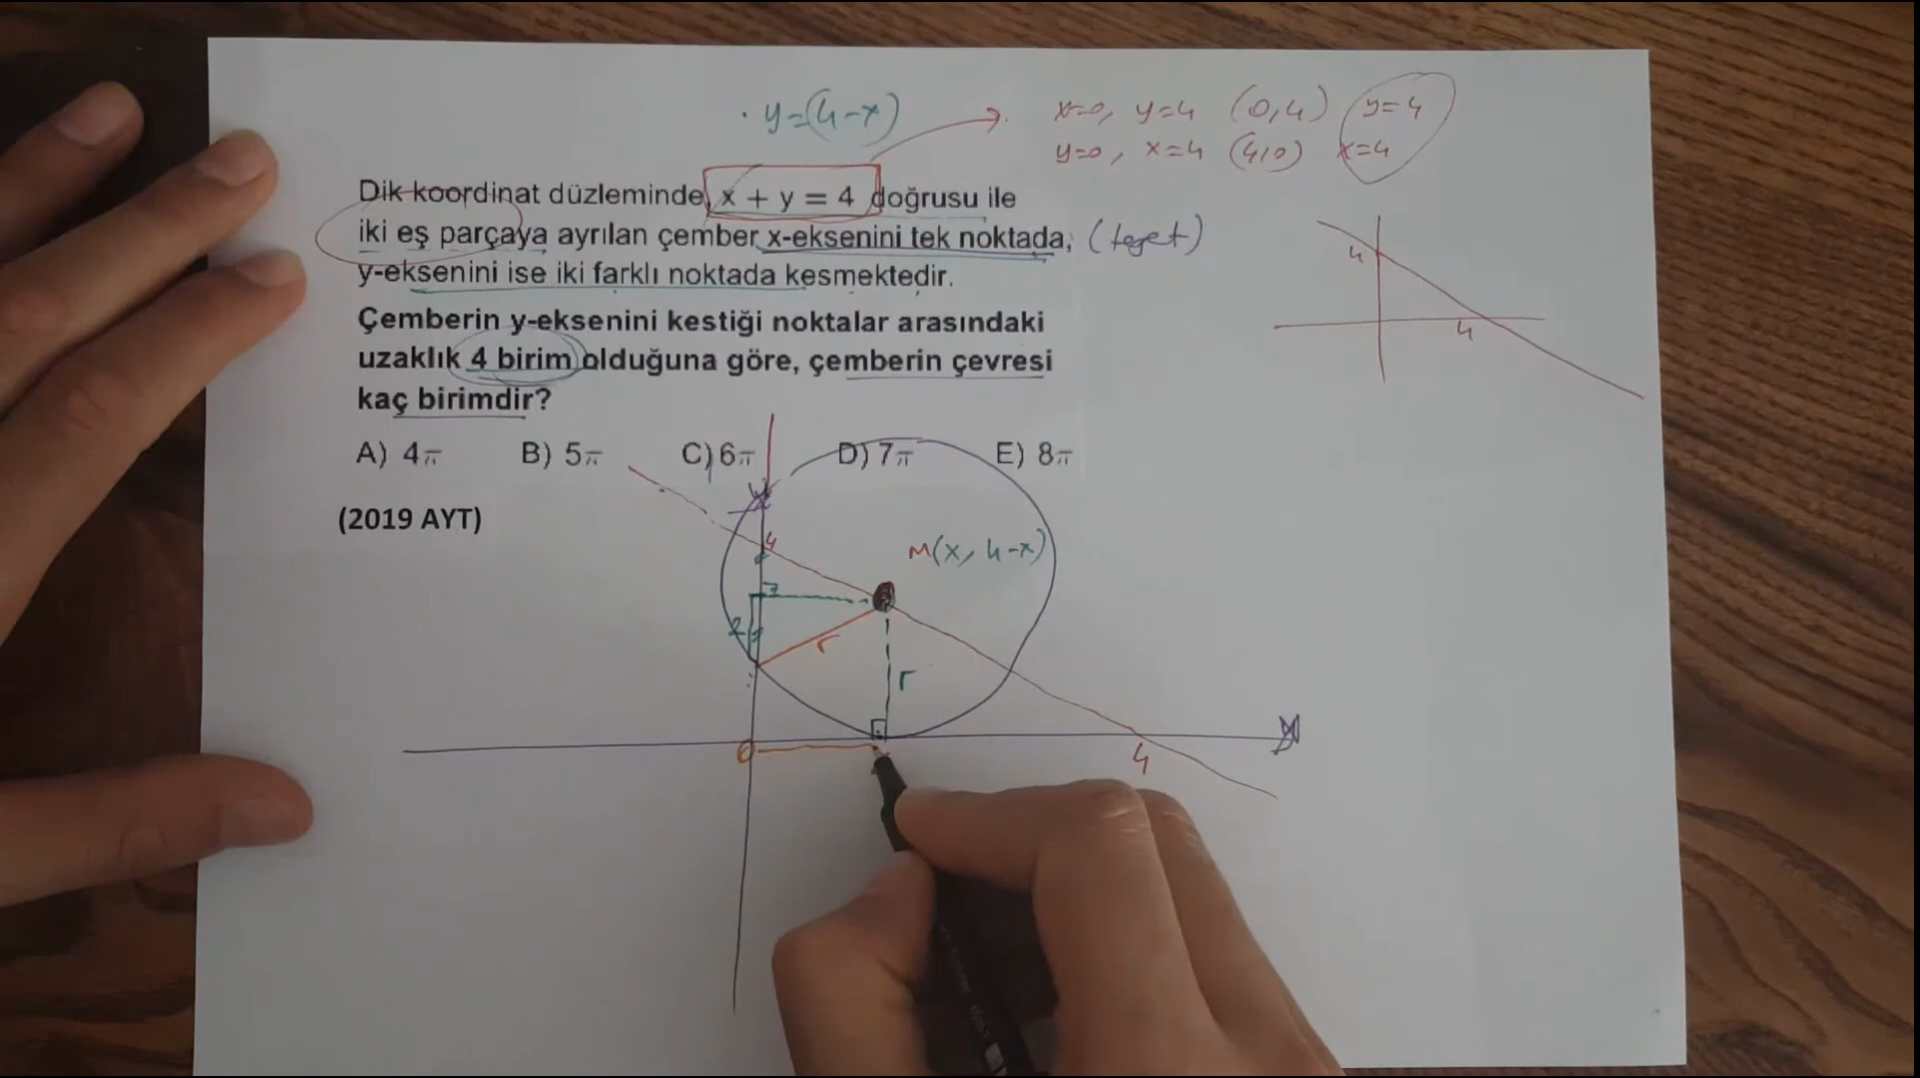 · y=(4-x)
x=0, y=4 (0,4) y=4
y=0, x=4 (4,0) x=4
Dik koordinat düzleminde x + y = 4 doğrusu ile
iki eş parçaya ayrılan çember x-eksenini tek noktada, (teğet)
y-eksenini ise iki farklı noktada kesmektedir.
Çemberin y-eksenini kestiği noktalar arasındaki
uzaklık 4 birim olduğuna göre, çemberin çevresi
kaç birimdir?
4
4
A) 4π B) 5π C) 6π D) 7π E) 8π
(2019 AYT)
4
M(x, 4-x)
2
r
r
0
4